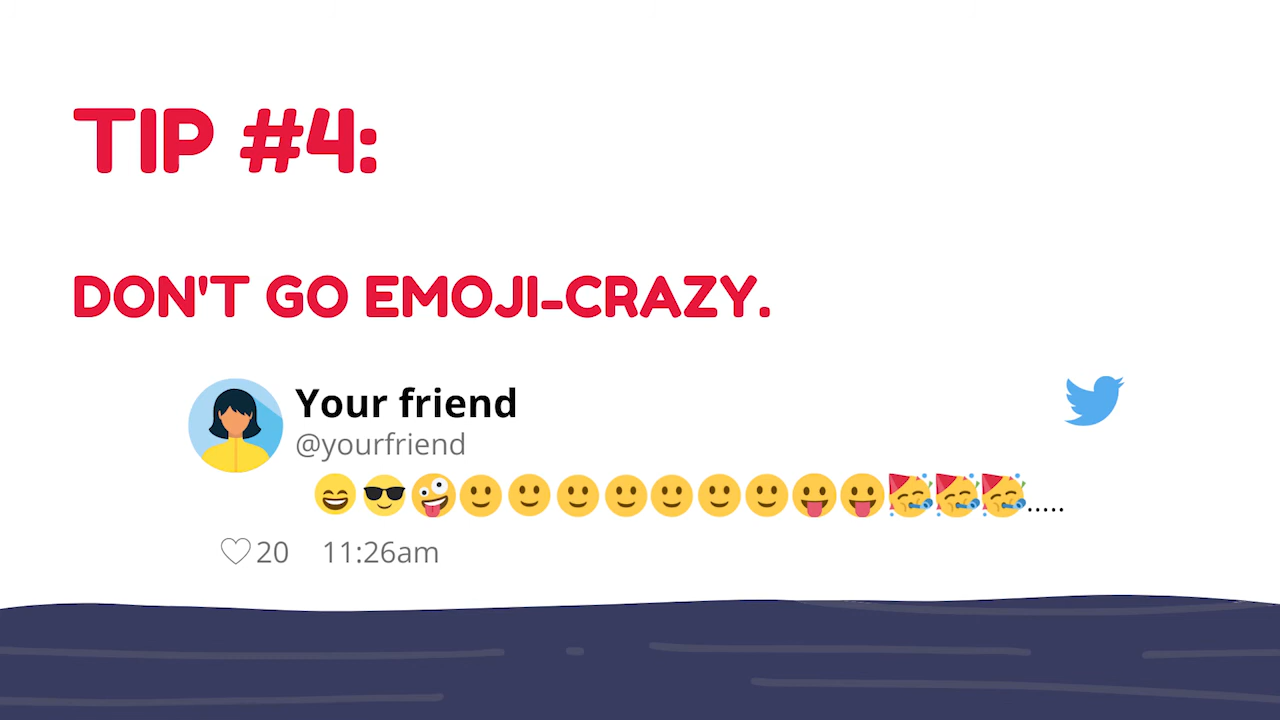 TIP #4:
DON'T GO EMOJI-CRAZY.
Your friend
@yourfriend
😄😎🤪🙂🙂🙂🙂🙂🙂🙂😛😛🥳🥳🥳.....
20 11:26am